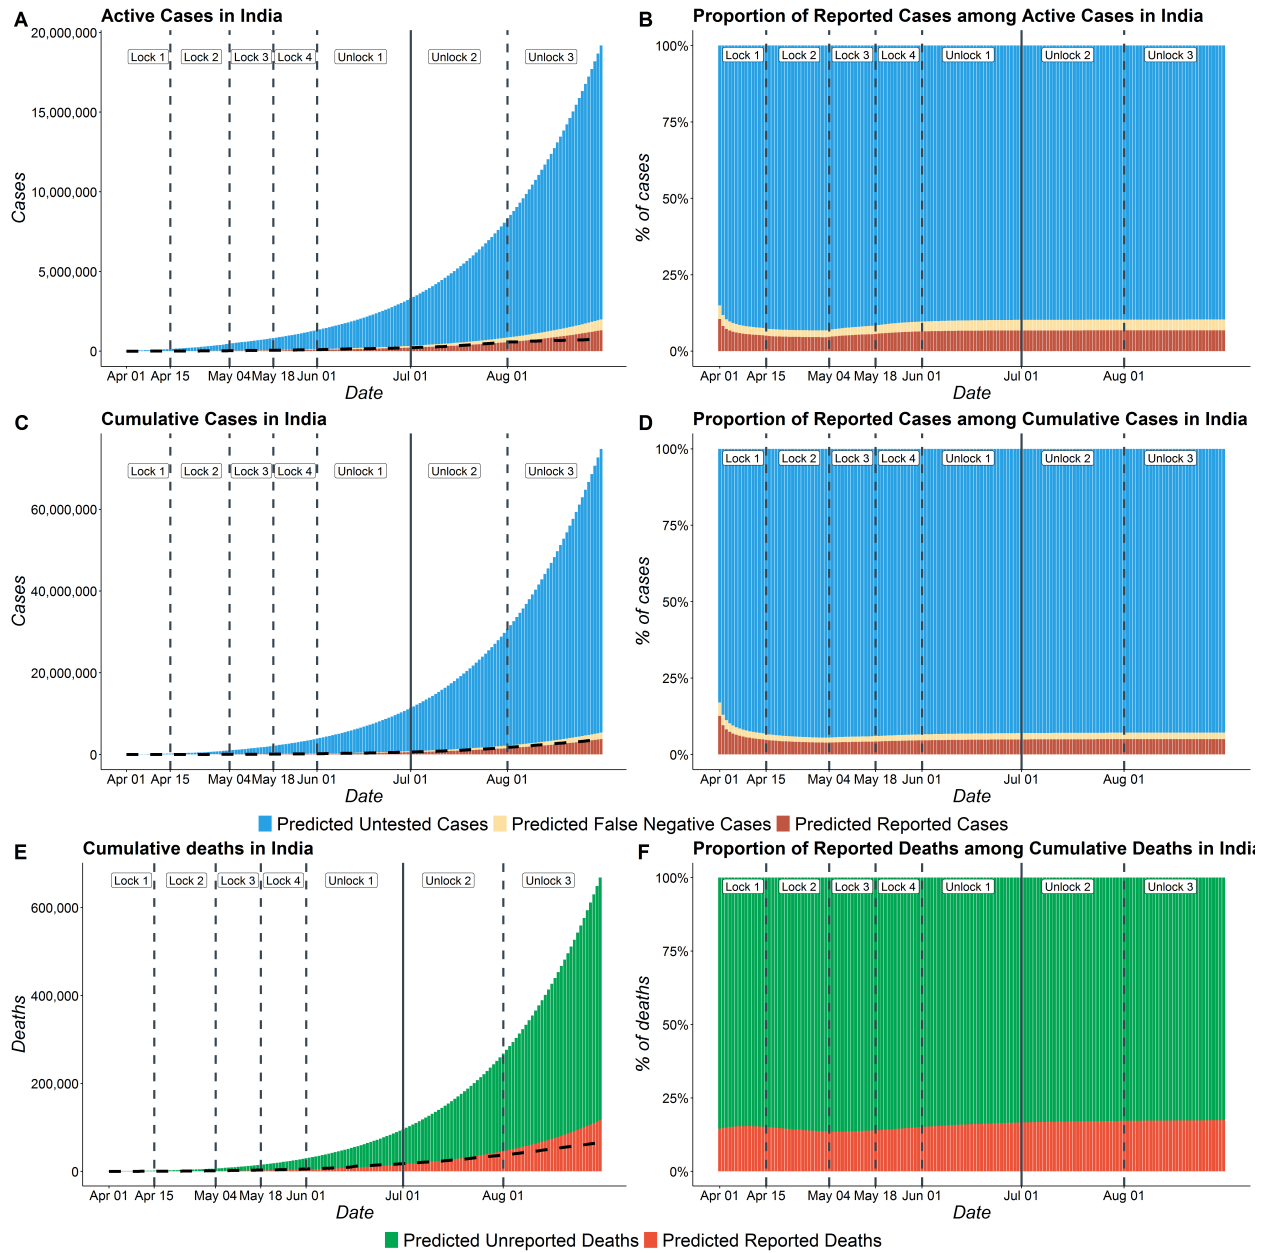 A
Active Cases in India
20,000,000
15,000,000
10,000,000
5,000,000
0
Cases
Lock 1
Lock 2
Lock 3
Lock 4
Unlock 1
Unlock 2
Unlock 3
Apr 01
Apr 15
May 04
May 18
Jun 01
Jul 01
Aug 01
Date
B
Proportion of Reported Cases among Active Cases in India
100%
75%
50%
25%
0%
% of cases
Lock 1
Lock 2
Lock 3
Lock 4
Unlock 1
Unlock 2
Unlock 3
Apr 01
Apr 15
May 04
May 18
Jun 01
Jul 01
Aug 01
Date
C
Cumulative Cases in India
60,000,000
40,000,000
20,000,000
0
Cases
Lock 1
Lock 2
Lock 3
Lock 4
Unlock 1
Unlock 2
Unlock 3
Apr 01
Apr 15
May 04
May 18
Jun 01
Jul 01
Aug 01
Date
D
Proportion of Reported Cases among Cumulative Cases in India
100%
75%
50%
25%
0%
% of cases
Lock 1
Lock 2
Lock 3
Lock 4
Unlock 1
Unlock 2
Unlock 3
Apr 01
Apr 15
May 04
May 18
Jun 01
Jul 01
Aug 01
Date
Predicted Untested Cases
Predicted False Negative Cases
Predicted Reported Cases
E
Cumulative deaths in India
600,000
400,000
200,000
0
Deaths
Lock 1
Lock 2
Lock 3
Lock 4
Unlock 1
Unlock 2
Unlock 3
Apr 01
Apr 15
May 04
May 18
Jun 01
Jul 01
Aug 01
Date
F
Proportion of Reported Deaths among Cumulative Deaths in India
100%
75%
50%
25%
0%
% of deaths
Lock 1
Lock 2
Lock 3
Lock 4
Unlock 1
Unlock 2
Unlock 3
Apr 01
Apr 15
May 04
May 18
Jun 01
Jul 01
Aug 01
Date
Predicted Unreported Deaths
Predicted Reported Deaths